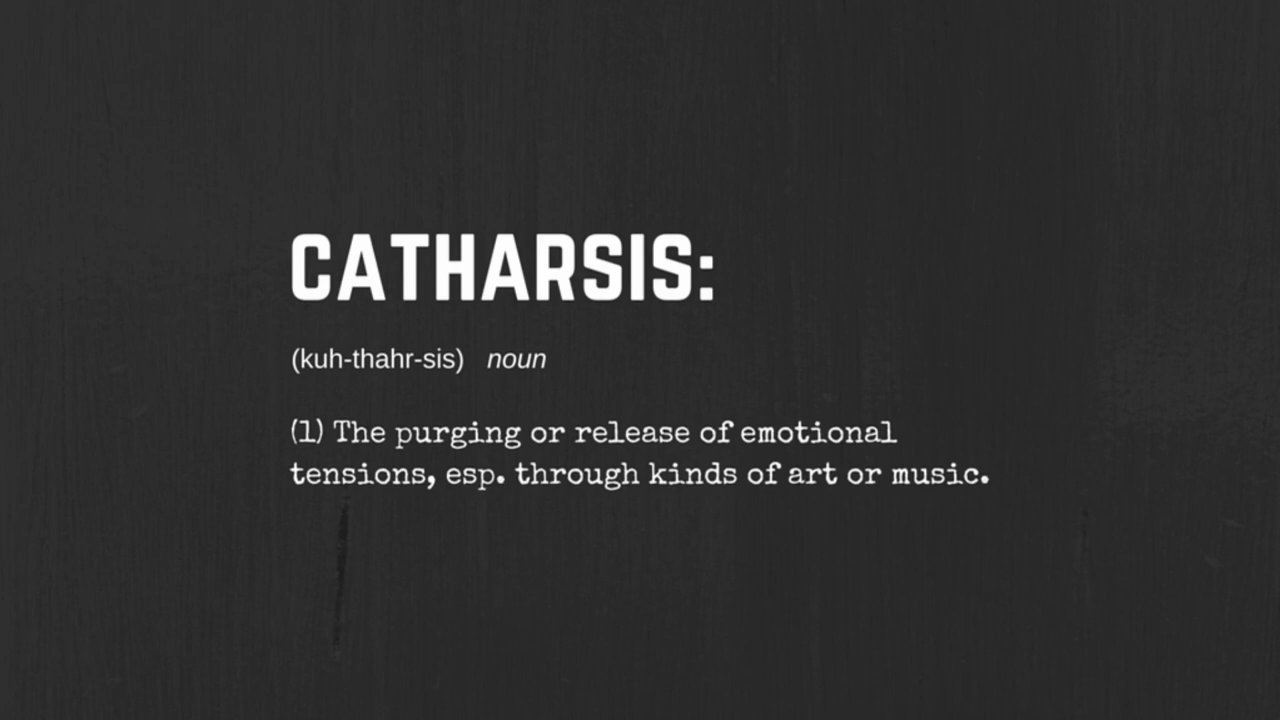 CATHARSIS:
(kuh-thahr-sis) noun
(1) The purging or release of emotional
tensions, esp. through kinds of art or music.